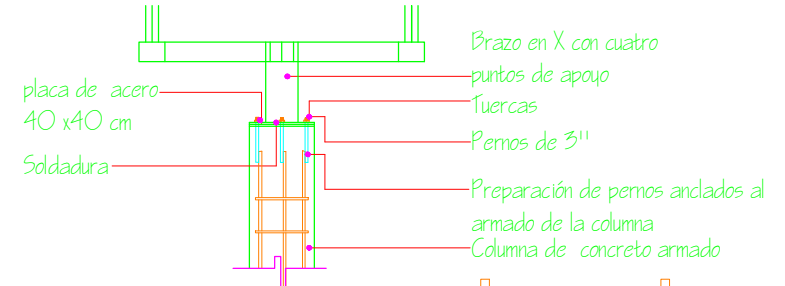 Brazo en X con cuatro
puntos de apoyo
placa de acero
40 x40 cm
Tuercas
Pernos de 3''
Soldadura
Preparación de pernos anclados al
armado de la columna
Columna de concreto armado